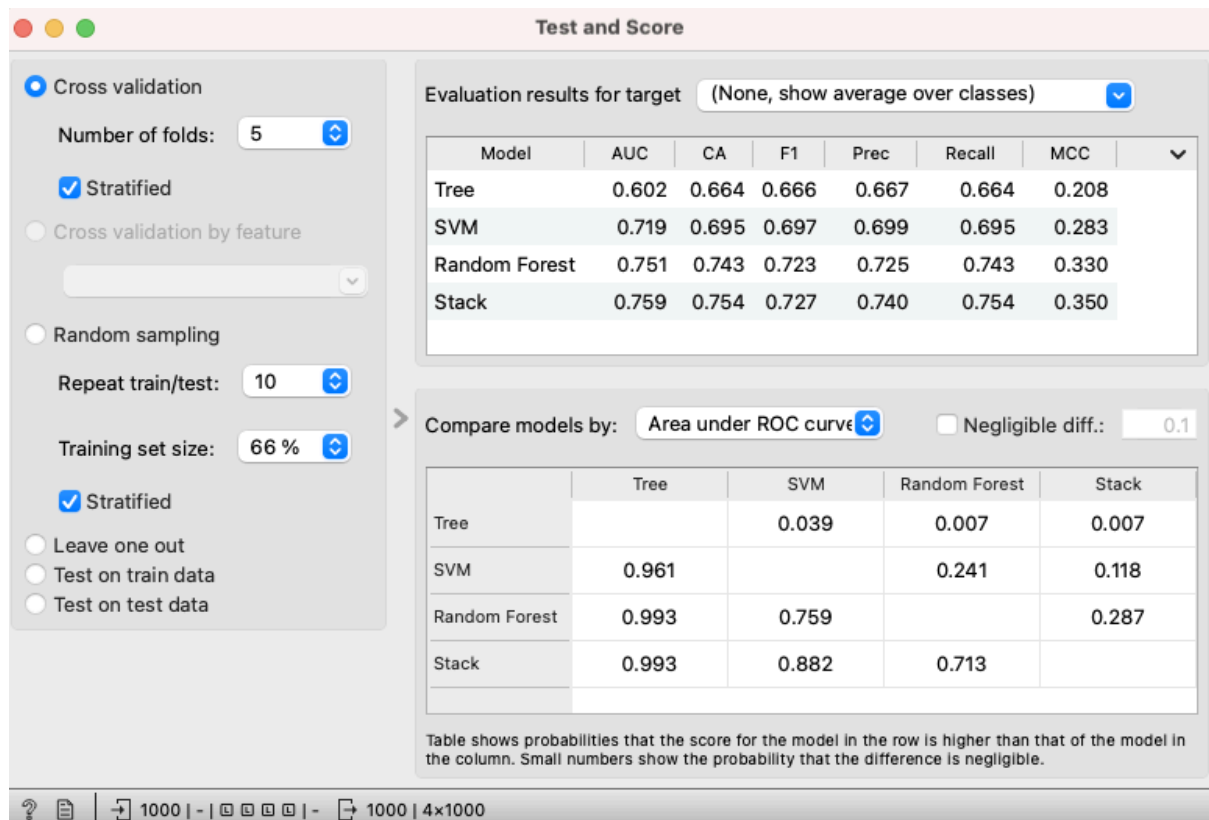 Test and Score
Cross validation
Number of folds: 5
Stratified
Cross validation by feature
Random sampling
Repeat train/test: 10
Training set size: 66 %
Stratified
Leave one out
Test on train data
Test on test data
Evaluation results for target (None, show average over classes)
Model AUC CA F1 Prec Recall MCC
Tree 0.602 0.664 0.666 0.667 0.664 0.208
SVM 0.719 0.695 0.697 0.699 0.695 0.283
Random Forest 0.751 0.743 0.723 0.725 0.743 0.330
Stack 0.759 0.754 0.727 0.740 0.754 0.350
Compare models by: Area under ROC curve Negligible diff.: 0.1
Tree SVM Random Forest Stack
Tree 0.039 0.007 0.007
SVM 0.961 0.241 0.118
Random Forest 0.993 0.759 0.287
Stack 0.993 0.882 0.713
Table shows probabilities that the score for the model in the row is higher than that of the model in
the column. Small numbers show the probability that the difference is negligible.
? 1000 | - | L L L L | - 1000 | 4×1000